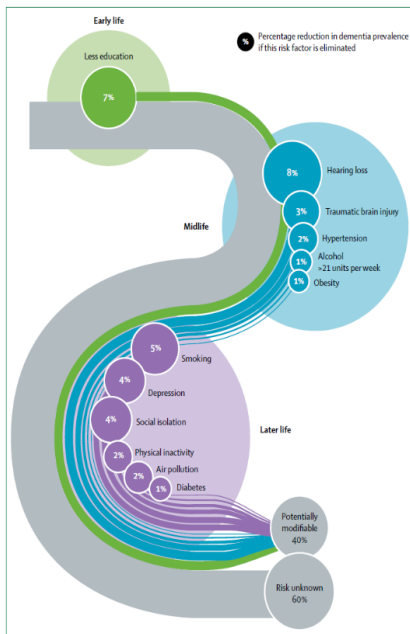 Early life
% Percentage reduction in dementia prevalence
if this risk factor is eliminated
Less education
7%
8%
Hearing loss
3%
Traumatic brain injury
Midlife
2%
Hypertension
1%
Alcohol
>21 units per week
1%
Obesity
5%
Smoking
4%
Depression
4%
Social isolation
Later life
2%
Physical inactivity
2%
Air pollution
1%
Diabetes
Potentially
modifiable
40%
Risk unknown
60%